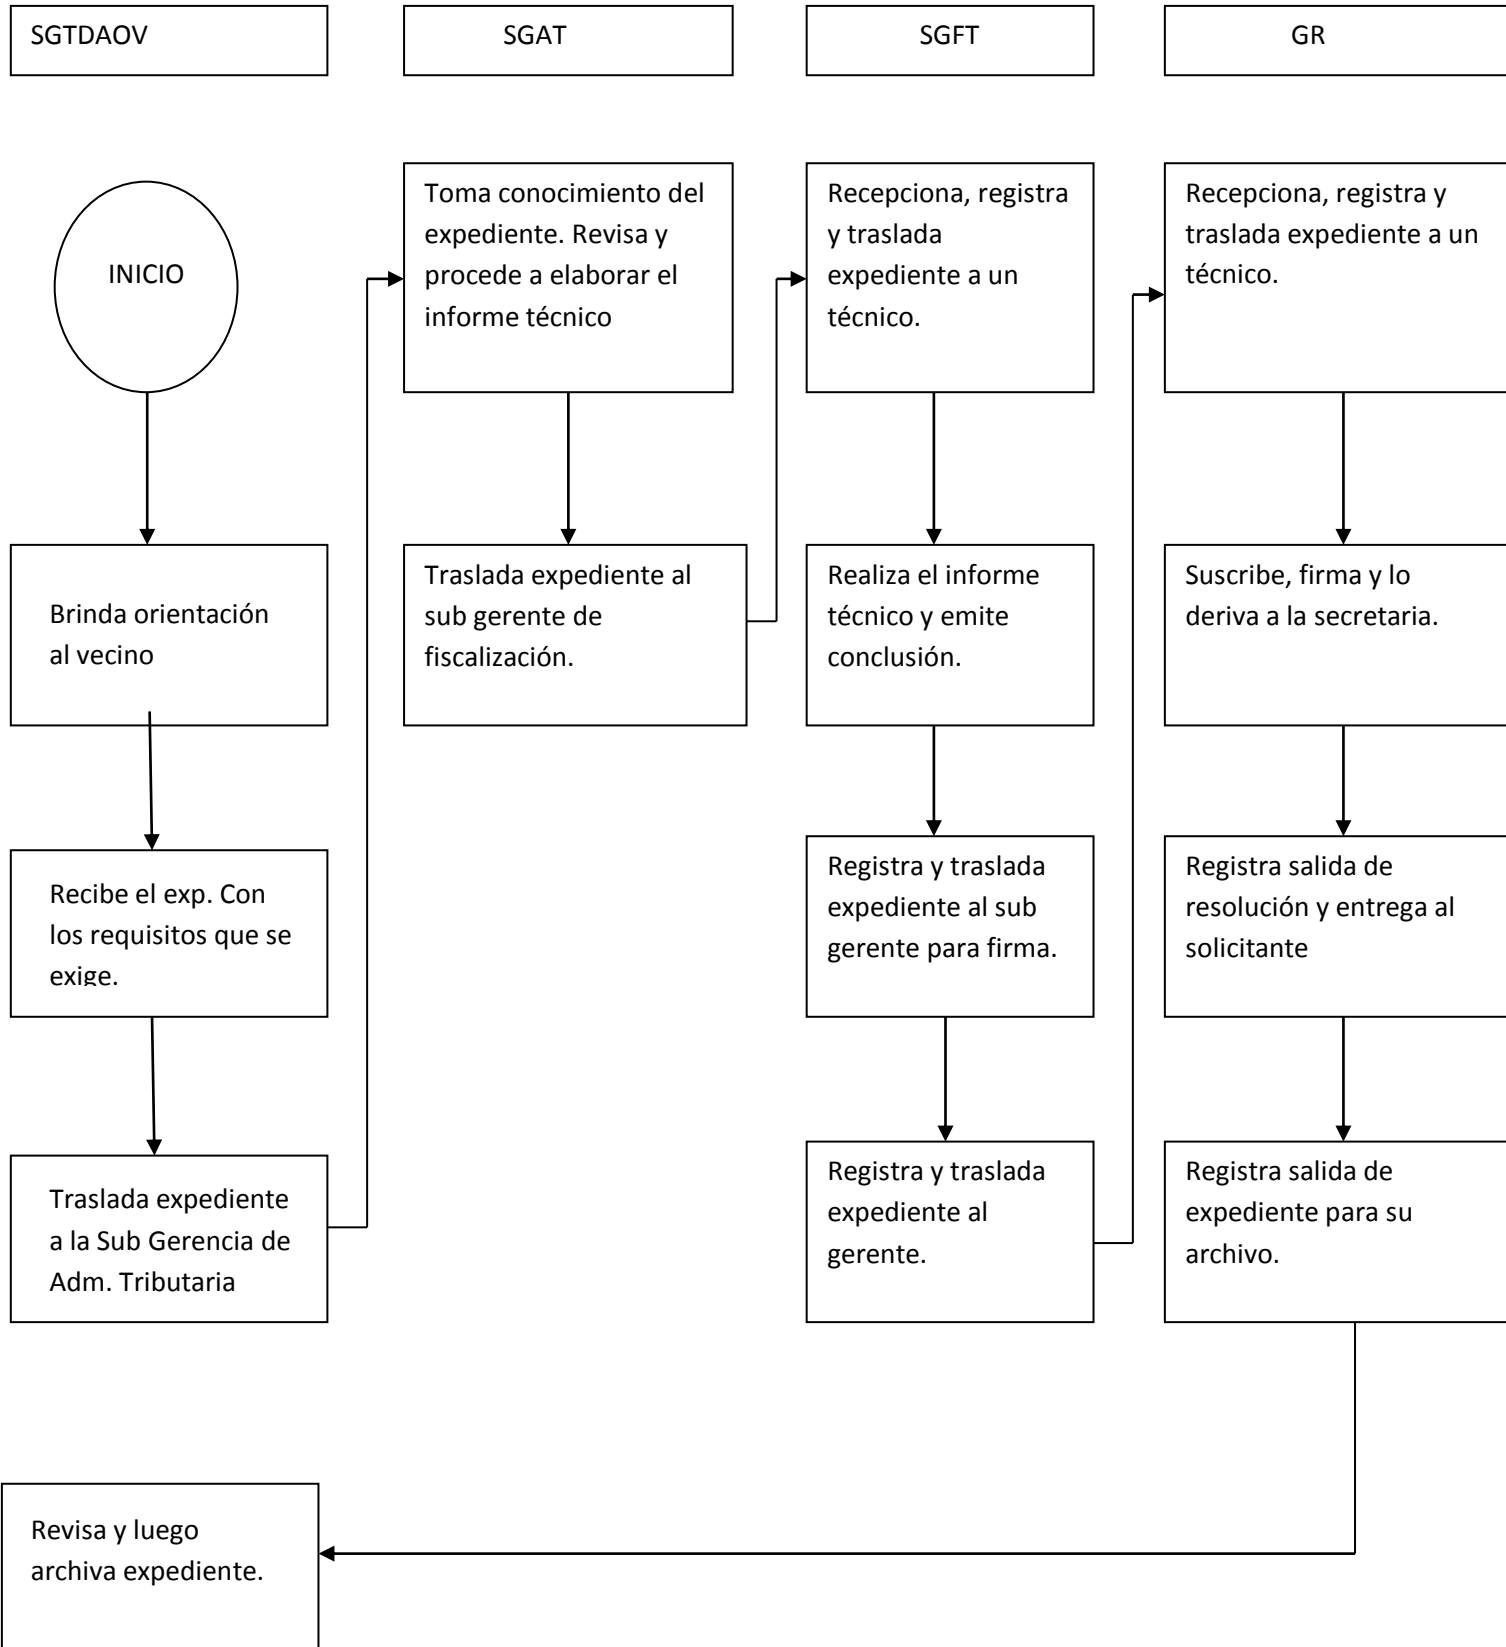 SGTDAOV
SGAT
SGFT
GR
INICIO
Brinda orientación
al vecino
Recibe el exp. Con
los requisitos que se
exige.
Traslada expediente
a la Sub Gerencia de
Adm. Tributaria
Toma conocimiento del
expediente. Revisa y
procede a elaborar el
informe técnico
Traslada expediente al
sub gerente de
fiscalización.
Recepciona, registra
y traslada
expediente a un
técnico.
Realiza el informe
técnico y emite
conclusión.
Registra y traslada
expediente al sub
gerente para firma.
Registra y traslada
expediente al
gerente.
Recepciona, registra y
traslada expediente a un
técnico.
Suscribe, firma y lo
deriva a la secretaria.
Registra salida de
resolución y entrega al
solicitante
Registra salida de
expediente para su
archivo.
Revisa y luego
archiva expediente.